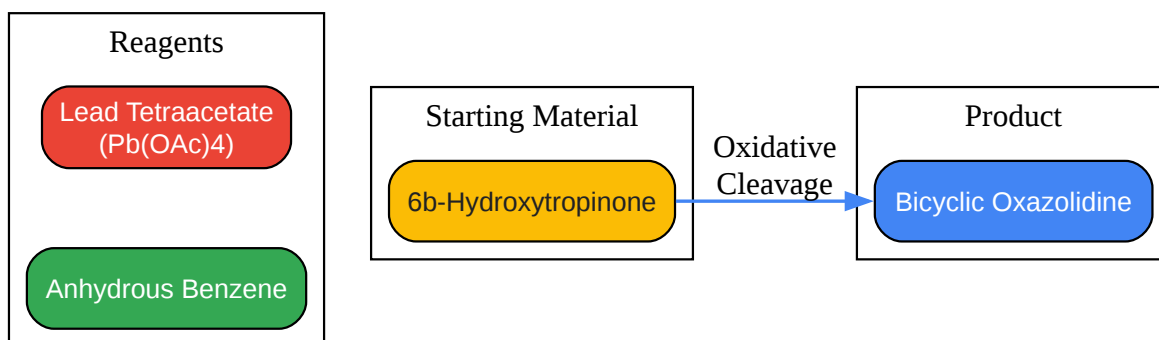 Reagents
Lead Tetraacetate
(Pb(OAc)4)
Anhydrous Benzene
Starting Material
6b-Hydroxytropinone
Oxidative
Cleavage
Product
Bicyclic Oxazolidine